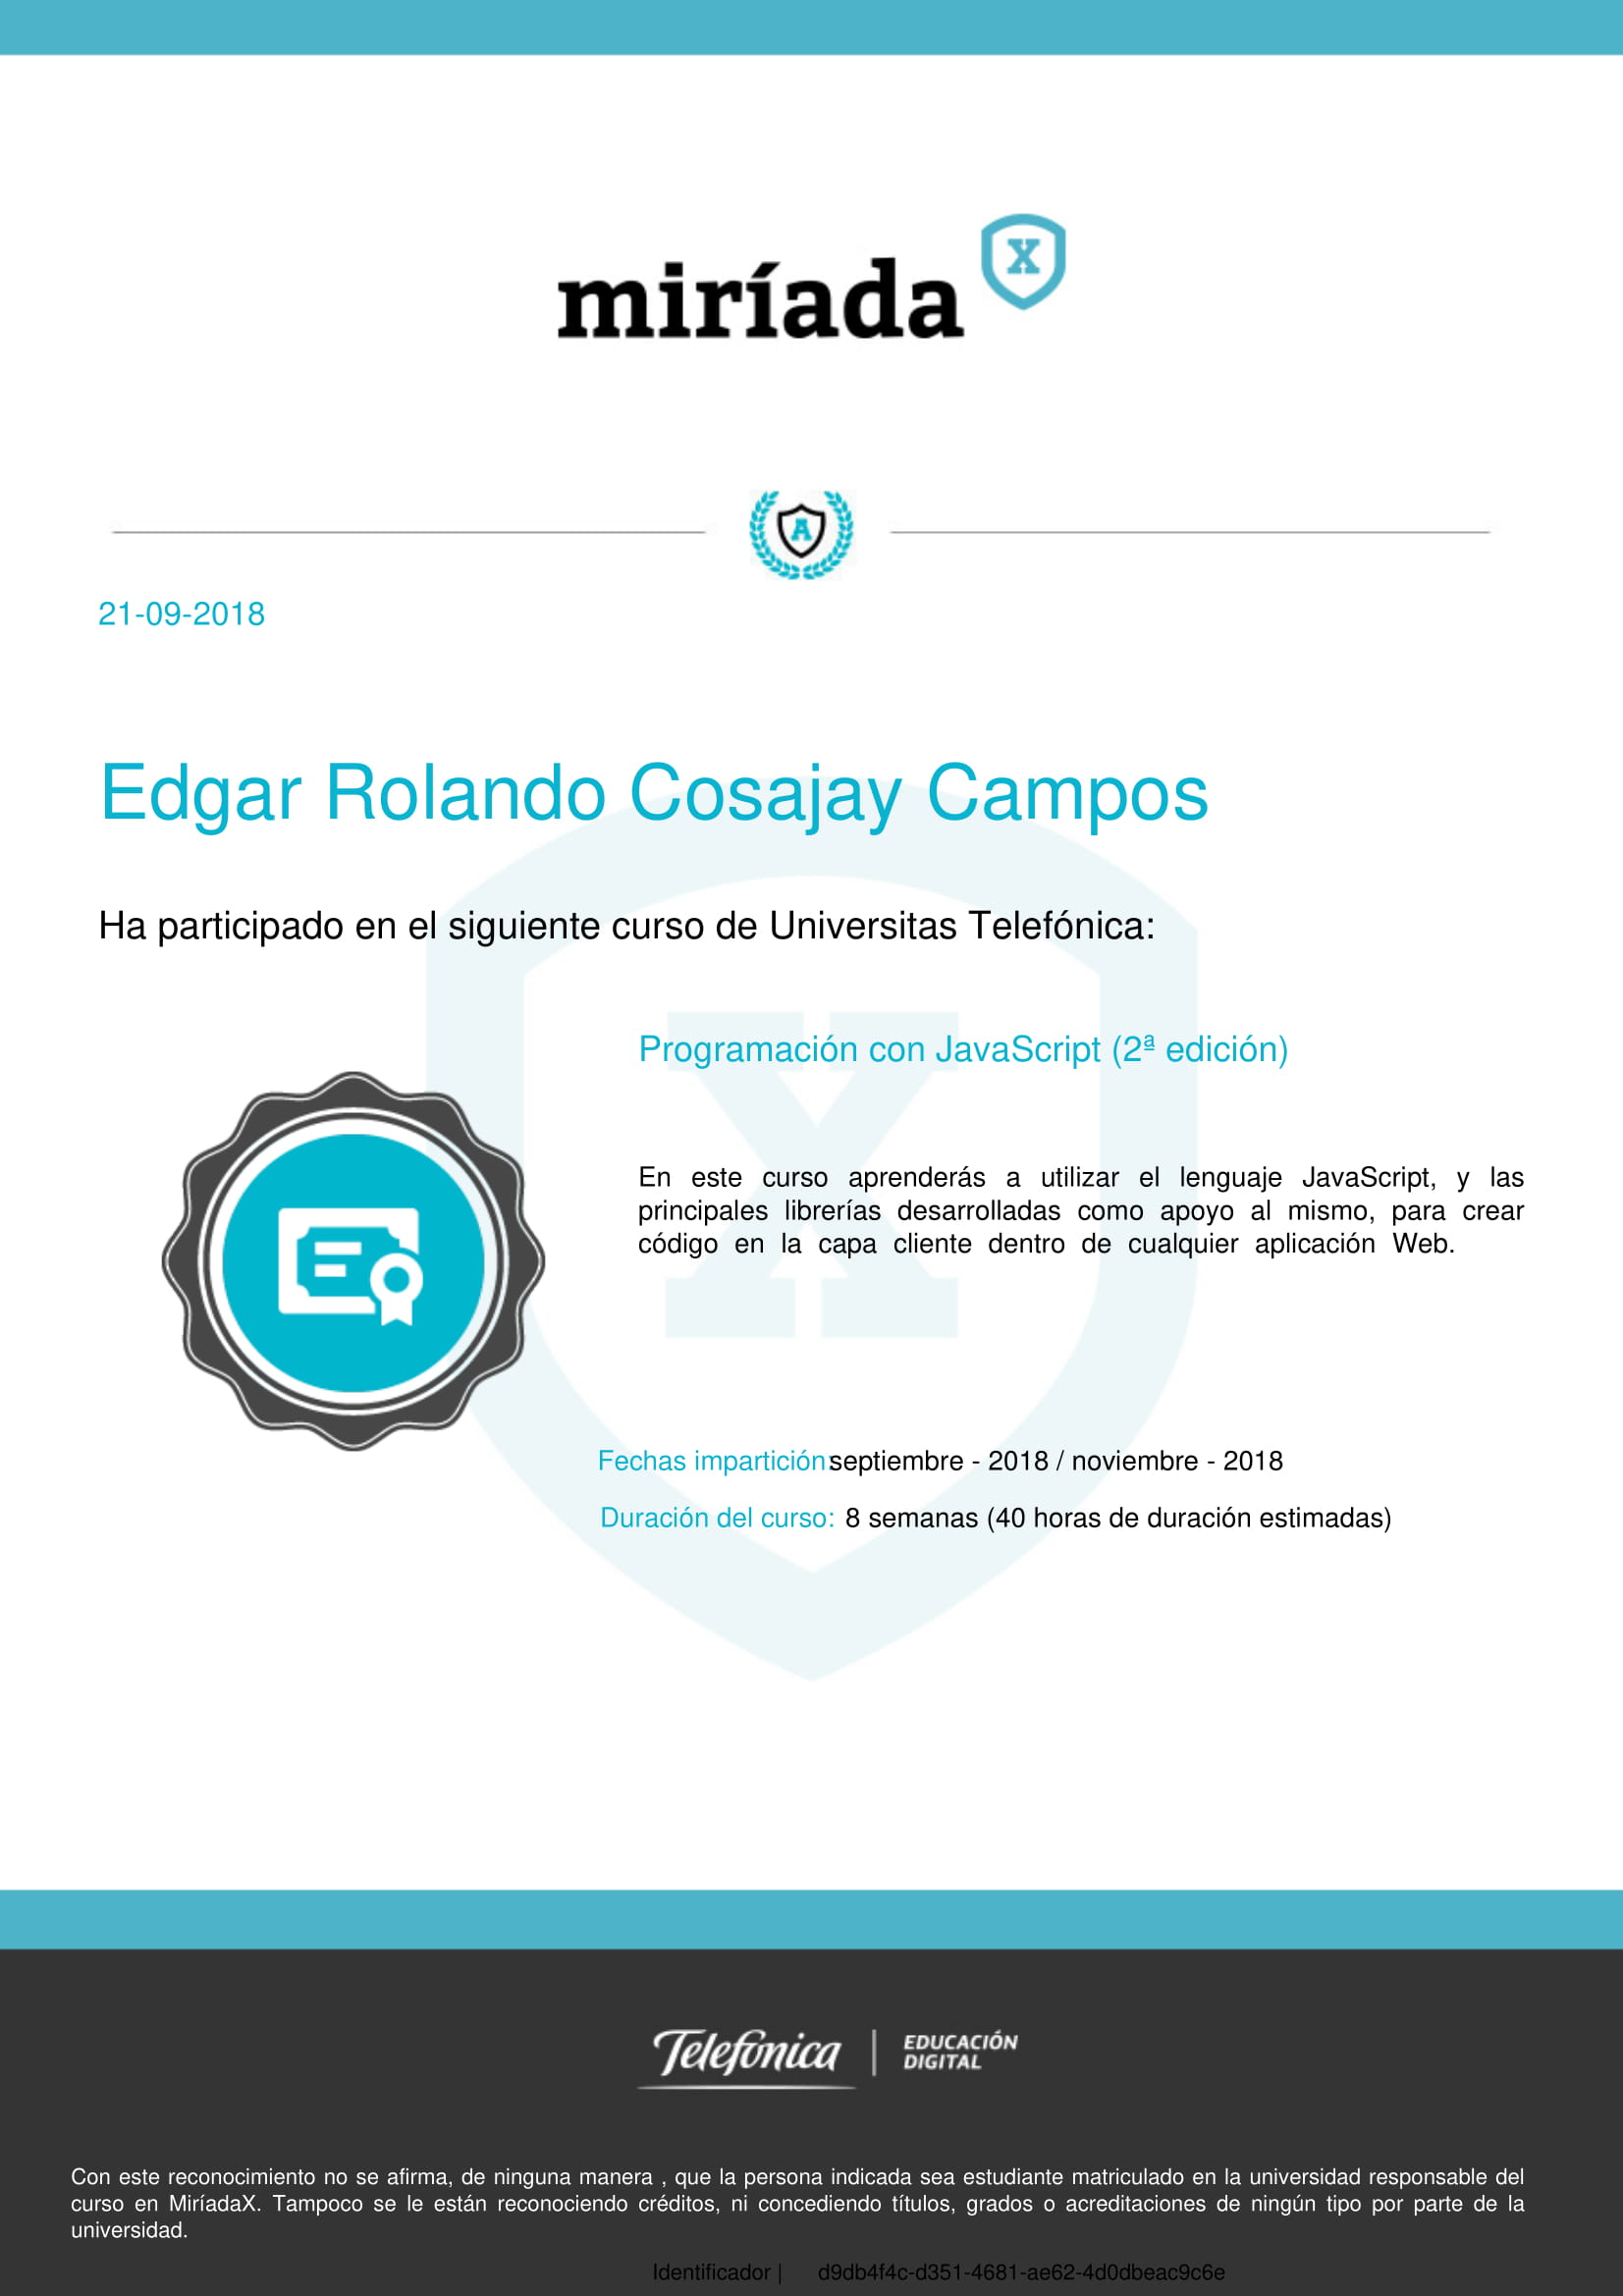 miríada X
A
21-09-2018
Edgar Rolando Cosajay Campos
Ha participado en el siguiente curso de Universitas Telefónica:
Programación con JavaScript (2ª edición)
En este curso aprenderás a utilizar el lenguaje JavaScript, y las
principales librerías desarrolladas como apoyo al mismo, para crear
código en la capa cliente dentro de cualquier aplicación Web.
Fechas impartición: septiembre - 2018 / noviembre - 2018
Duración del curso: 8 semanas (40 horas de duración estimadas)
Telefónica | EDUCACIÓN
DIGITAL
Con este reconocimiento no se afirma, de ninguna manera , que la persona indicada sea estudiante matriculado en la universidad responsable del
curso en MiríadaX. Tampoco se le están reconociendo créditos, ni concediendo títulos, grados o acreditaciones de ningún tipo por parte de la
universidad.
Identificador | d9db4f4c-d351-4681-ae62-4d0dbeac9c6e